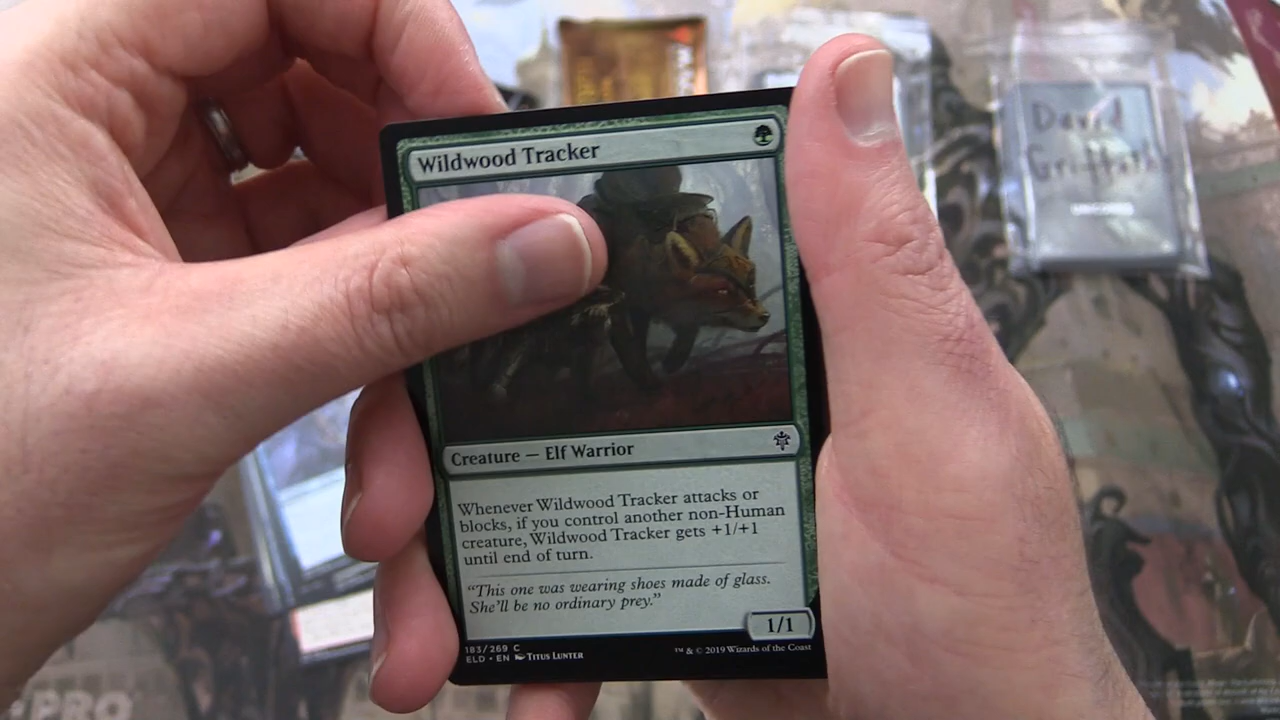 Wildwood Tracker
Creature — Elf Warrior
Whenever Wildwood Tracker attacks or
blocks, if you control another non-Human
creature, Wildwood Tracker gets +1/+1
until end of turn.
“This one was wearing shoes made of glass.
She’ll be no ordinary prey.”
1/1
183/269 C
ELD • EN Titus Lunter
™ & © 2019 Wizards of the Coast
David
PRO